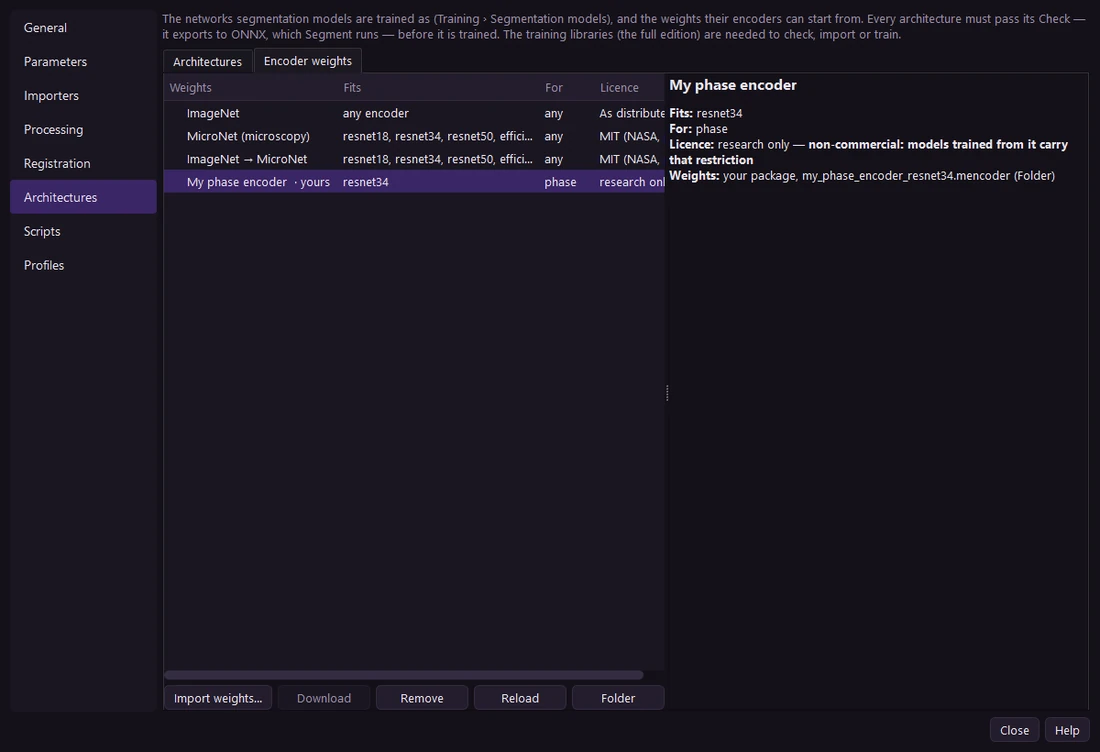 General
Parameters
Importers
Processing
Registration
Architectures
Scripts
Profiles
The networks segmentation models are trained as (Training › Segmentation models), and the weights their encoders can start from. Every architecture must pass its Check —
it exports to ONNX, which Segment runs — before it is trained. The training libraries (the full edition) are needed to check, import or train.
Architectures Encoder weights
Weights Fits For Licence
ImageNet any encoder any As distribute
MicroNet (microscopy) resnet18, resnet34, resnet50, effici... any MIT (NASA,
ImageNet → MicroNet resnet18, resnet34, resnet50, effici... any MIT (NASA,
My phase encoder · yours resnet34 phase research onl
My phase encoder
Fits: resnet34
For: phase
Licence: research only — non-commercial: models trained from it carry
that restriction
Weights: your package, my_phase_encoder_resnet34.mencoder (Folder)
Import weights... Download Remove Reload Folder
Close Help